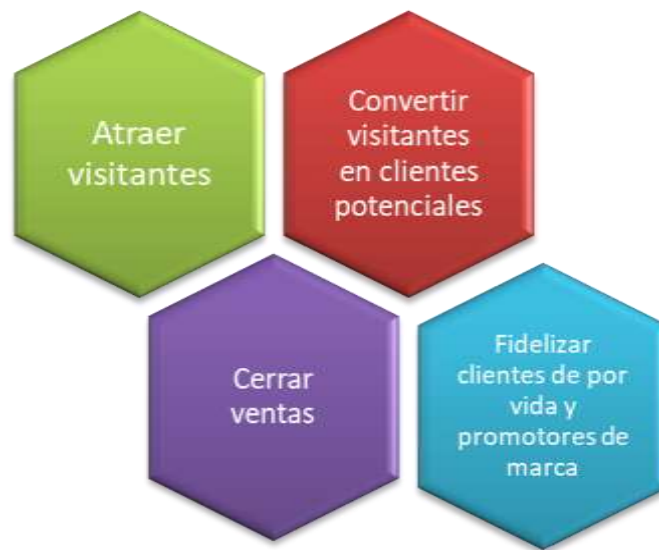 Atraer
visitantes
Convertir
visitantes
en clientes
potenciales
Cerrar
ventas
Fidelizar
clientes de por
vida y
promotores de
marca